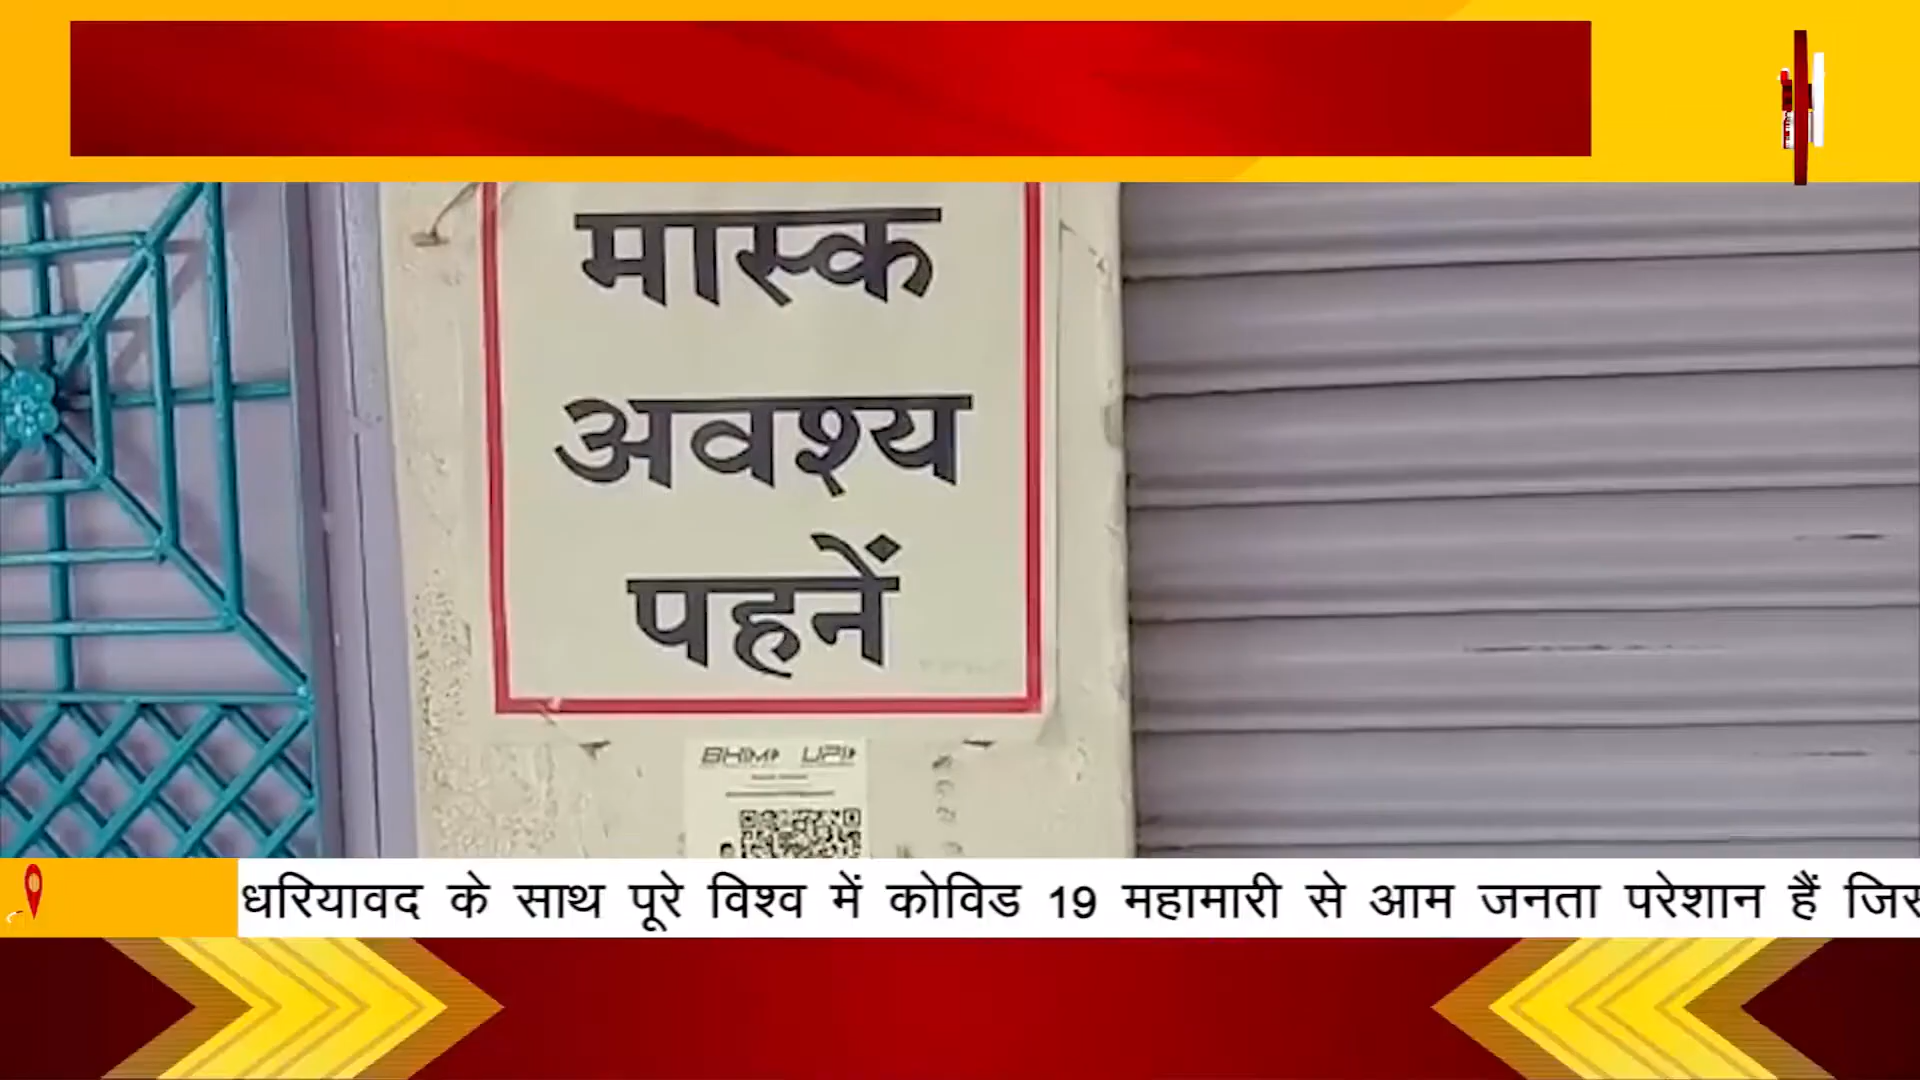 मास्क
अवश्य
पहनें
BHIM UPI
धरियावद के साथ पूरे विश्व में कोविड 19 महामारी से आम जनता परेशान हैं जिस